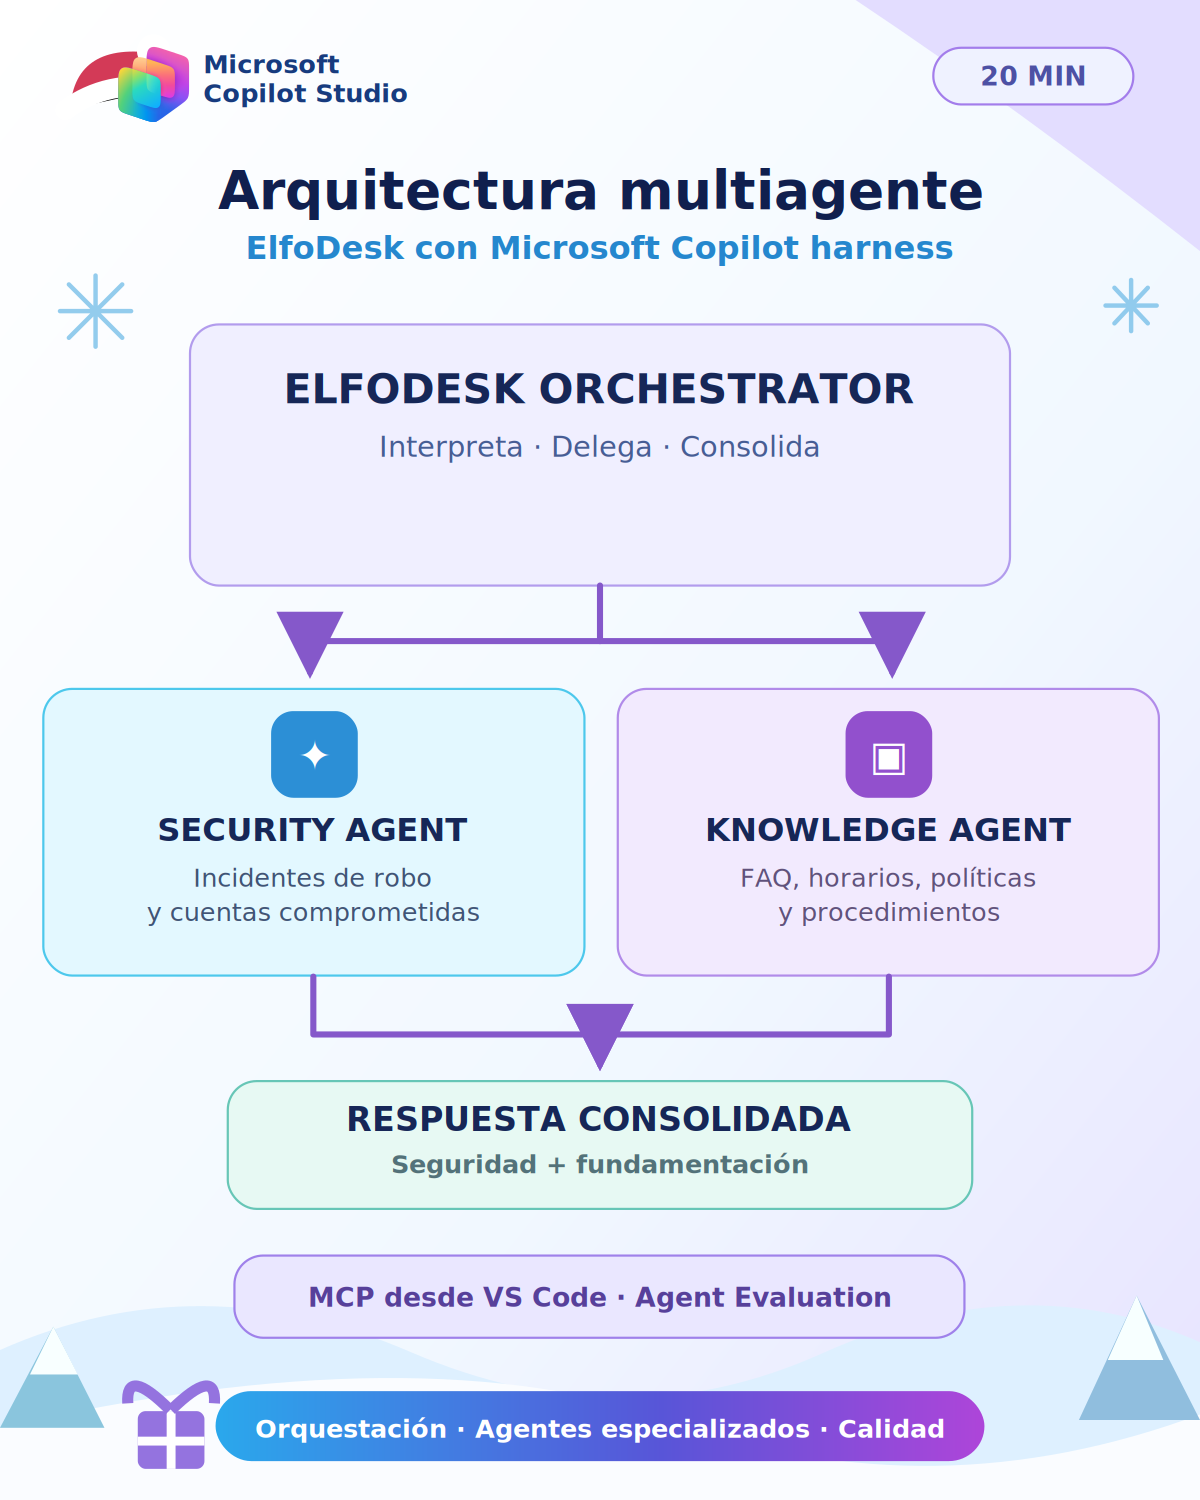 Microsoft
Copilot Studio
20 MIN
Arquitectura multiagente
ElfoDesk con Microsoft Copilot harness
ELFODESK ORCHESTRATOR
Interpreta · Delega · Consolida
SECURITY AGENT
Incidentes de robo
y cuentas comprometidas
KNOWLEDGE AGENT
FAQ, horarios, políticas
y procedimientos
RESPUESTA CONSOLIDADA
Seguridad + fundamentación
MCP desde VS Code · Agent Evaluation
Orquestación · Agentes especializados · Calidad